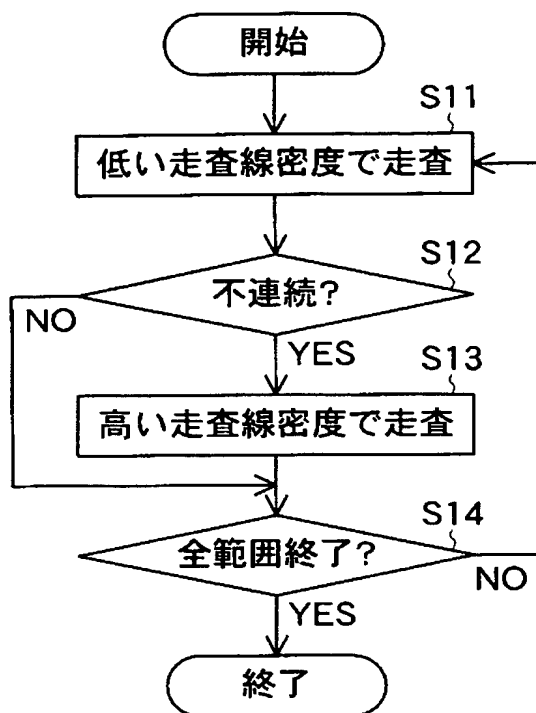 開始
S11
低い走査線密度で走査
S12
不連続?
NO
YES
S13
高い走査線密度で走査
S14
全範囲終了?
NO
YES
終了